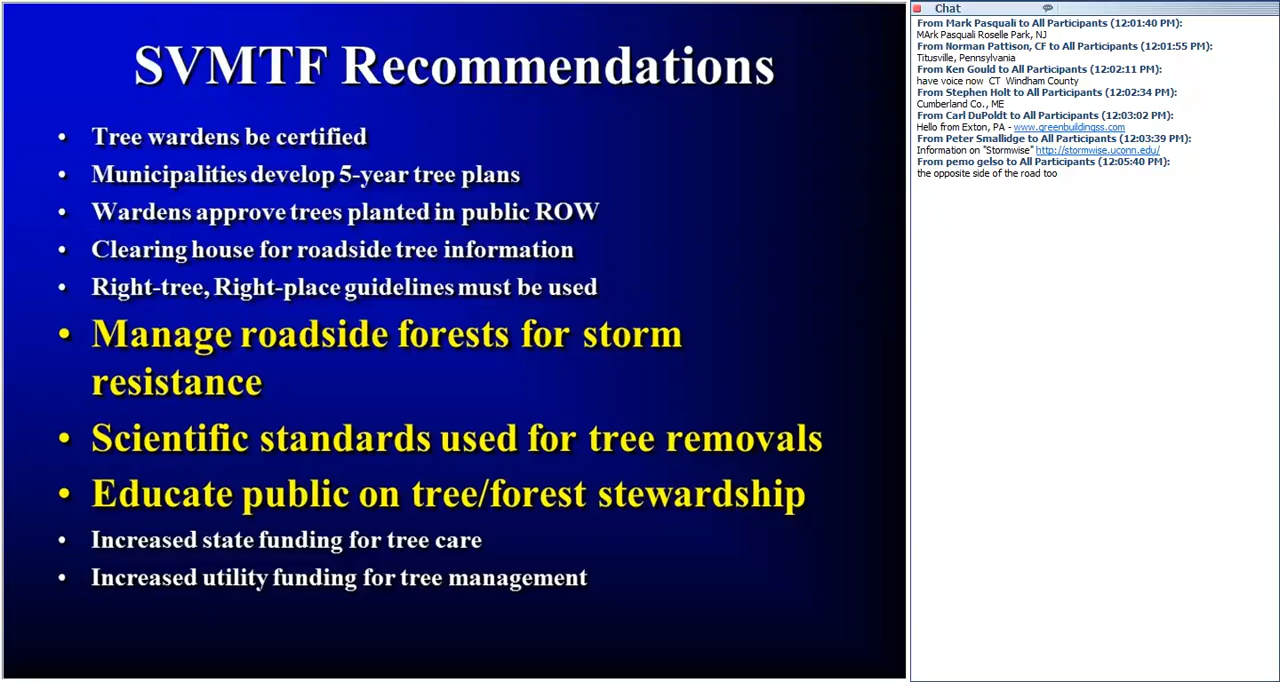 SVMTF Recommendations
• Tree wardens be certified
• Municipalities develop 5-year tree plans
• Wardens approve trees planted in public ROW
• Clearing house for roadside tree information
• Right-tree, Right-place guidelines must be used
• Manage roadside forests for storm
resistance
• Scientific standards used for tree removals
• Educate public on tree/forest stewardship
• Increased state funding for tree care
• Increased utility funding for tree management
Chat
From Mark Pasquali to All Participants (12:01:40 PM):
MArk Pasquali Roselle Park, NJ
From Norman Pattison, CF to All Participants (12:01:55 PM):
Titusville, Pennsylvania
From Ken Gould to All Participants (12:02:11 PM):
have voice now CT Windham County
From Stephen Holt to All Participants (12:02:34 PM):
Cumberland Co., ME
From Carl DuPoldt to All Participants (12:03:02 PM):
Hello from Exton, PA - www.greenbuildingss.com
From Peter Smallidge to All Participants (12:03:39 PM):
Information on "Stormwise" http://stormwise.uconn.edu/
From pemo gelso to All Participants (12:05:40 PM):
the opposite side of the road too